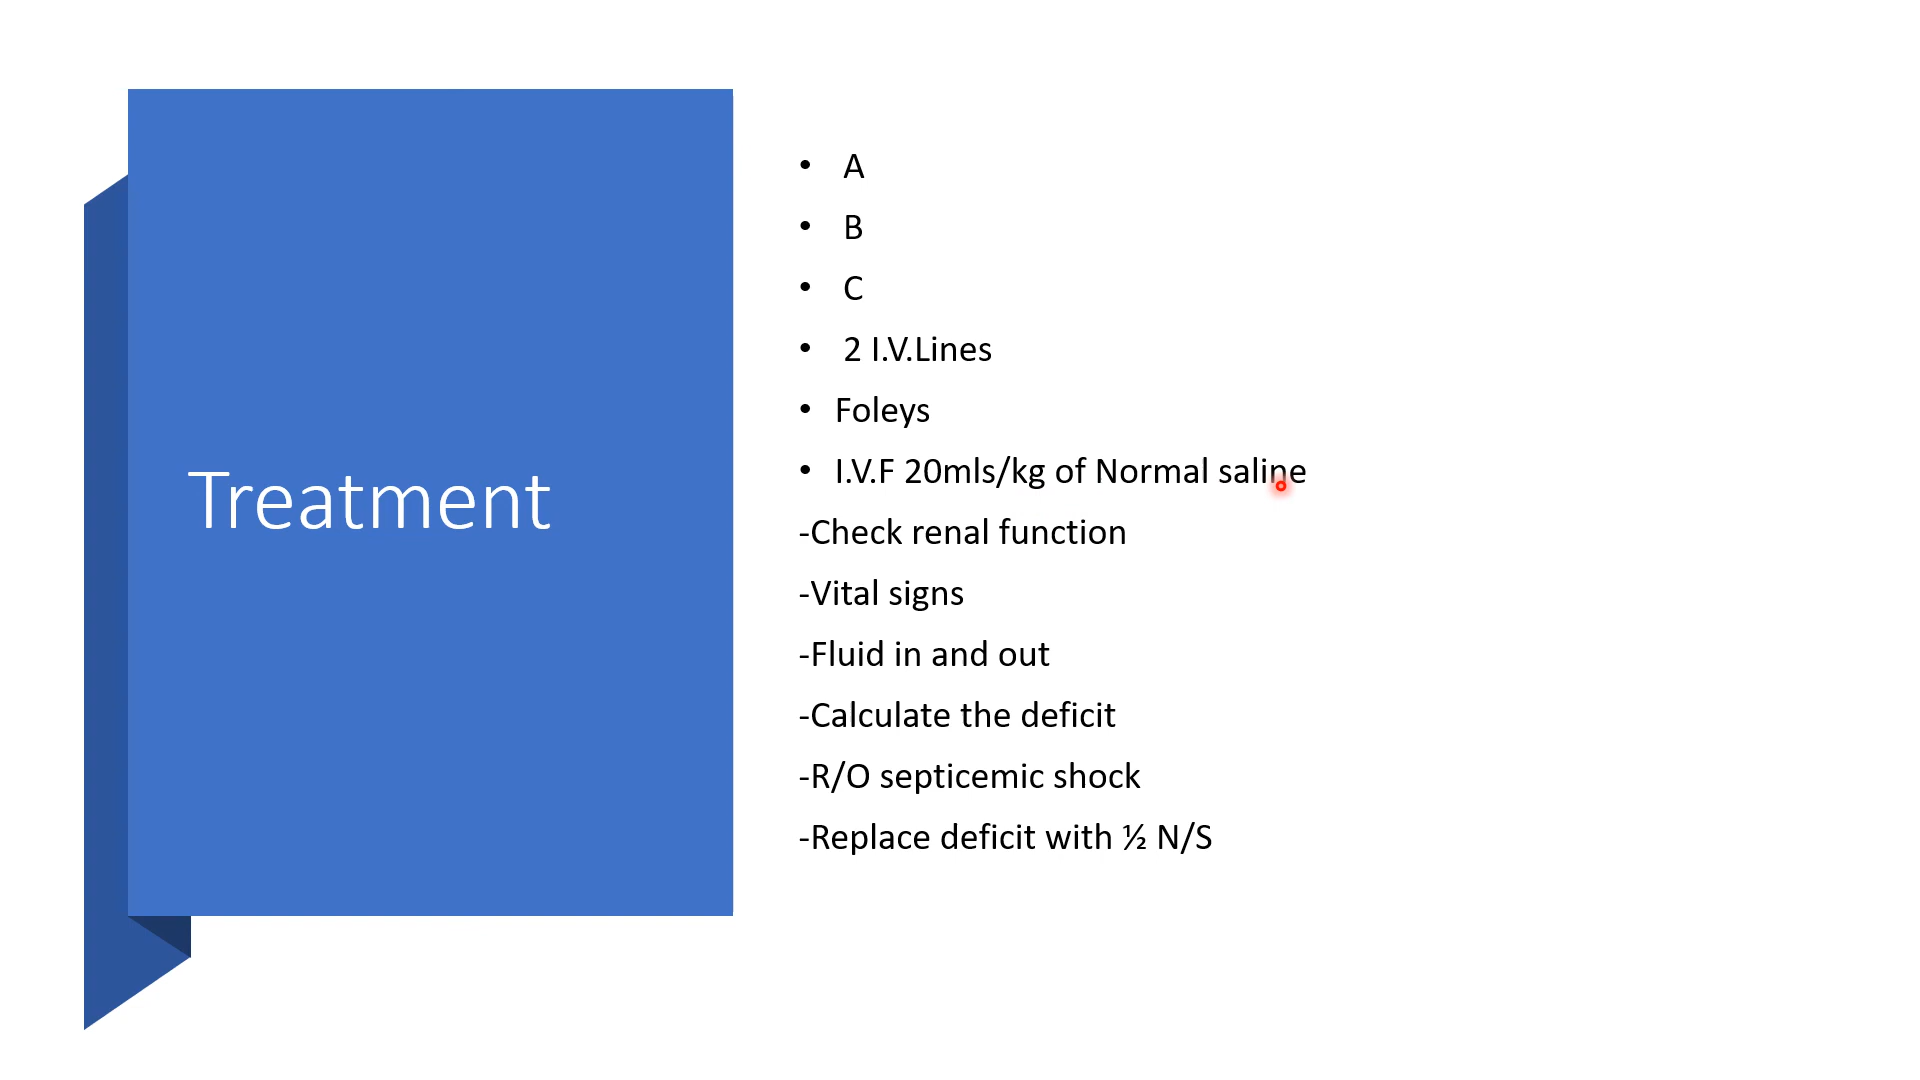 Treatment
• A
• B
• C
• 2 I.V.Lines
• Foleys
• I.V.F 20mls/kg of Normal saline
-Check renal function
-Vital signs
-Fluid in and out
-Calculate the deficit
-R/O septicemic shock
-Replace deficit with ½ N/S